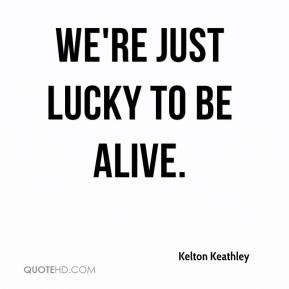 WE'RE JUST
LUCKY TO BE
ALIVE.
Kelton Keathley
QUOTEHD.COM